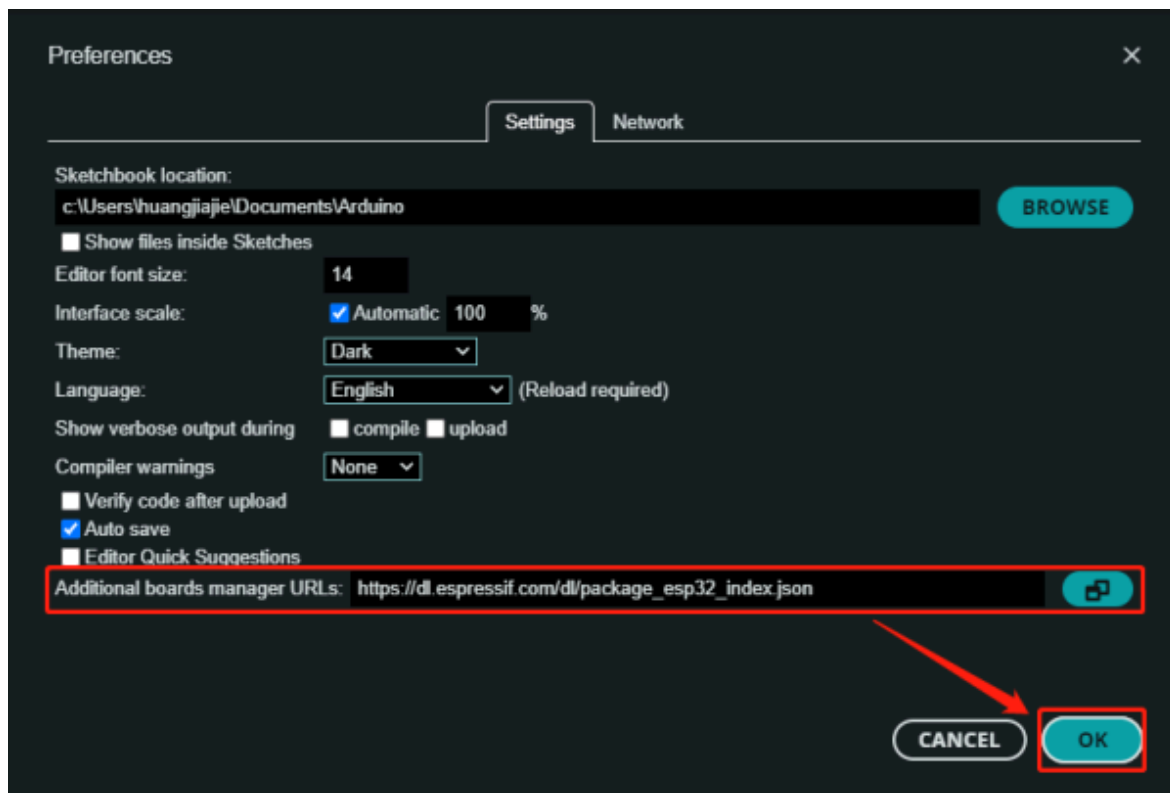 Preferences
Settings Network
Sketchbook location:
c:\Users\huangjiajie\Documents\Arduino BROWSE
Show files inside Sketches
Editor font size: 14
Interface scale: Automatic 100 %
Theme: Dark
Language: English (Reload required)
Show verbose output during compile upload
Compiler warnings None
Verify code after upload
Auto save
Editor Quick Suggestions
Additional boards manager URLs: https://dl.espressif.com/dl/package_esp32_index.json
CANCEL OK